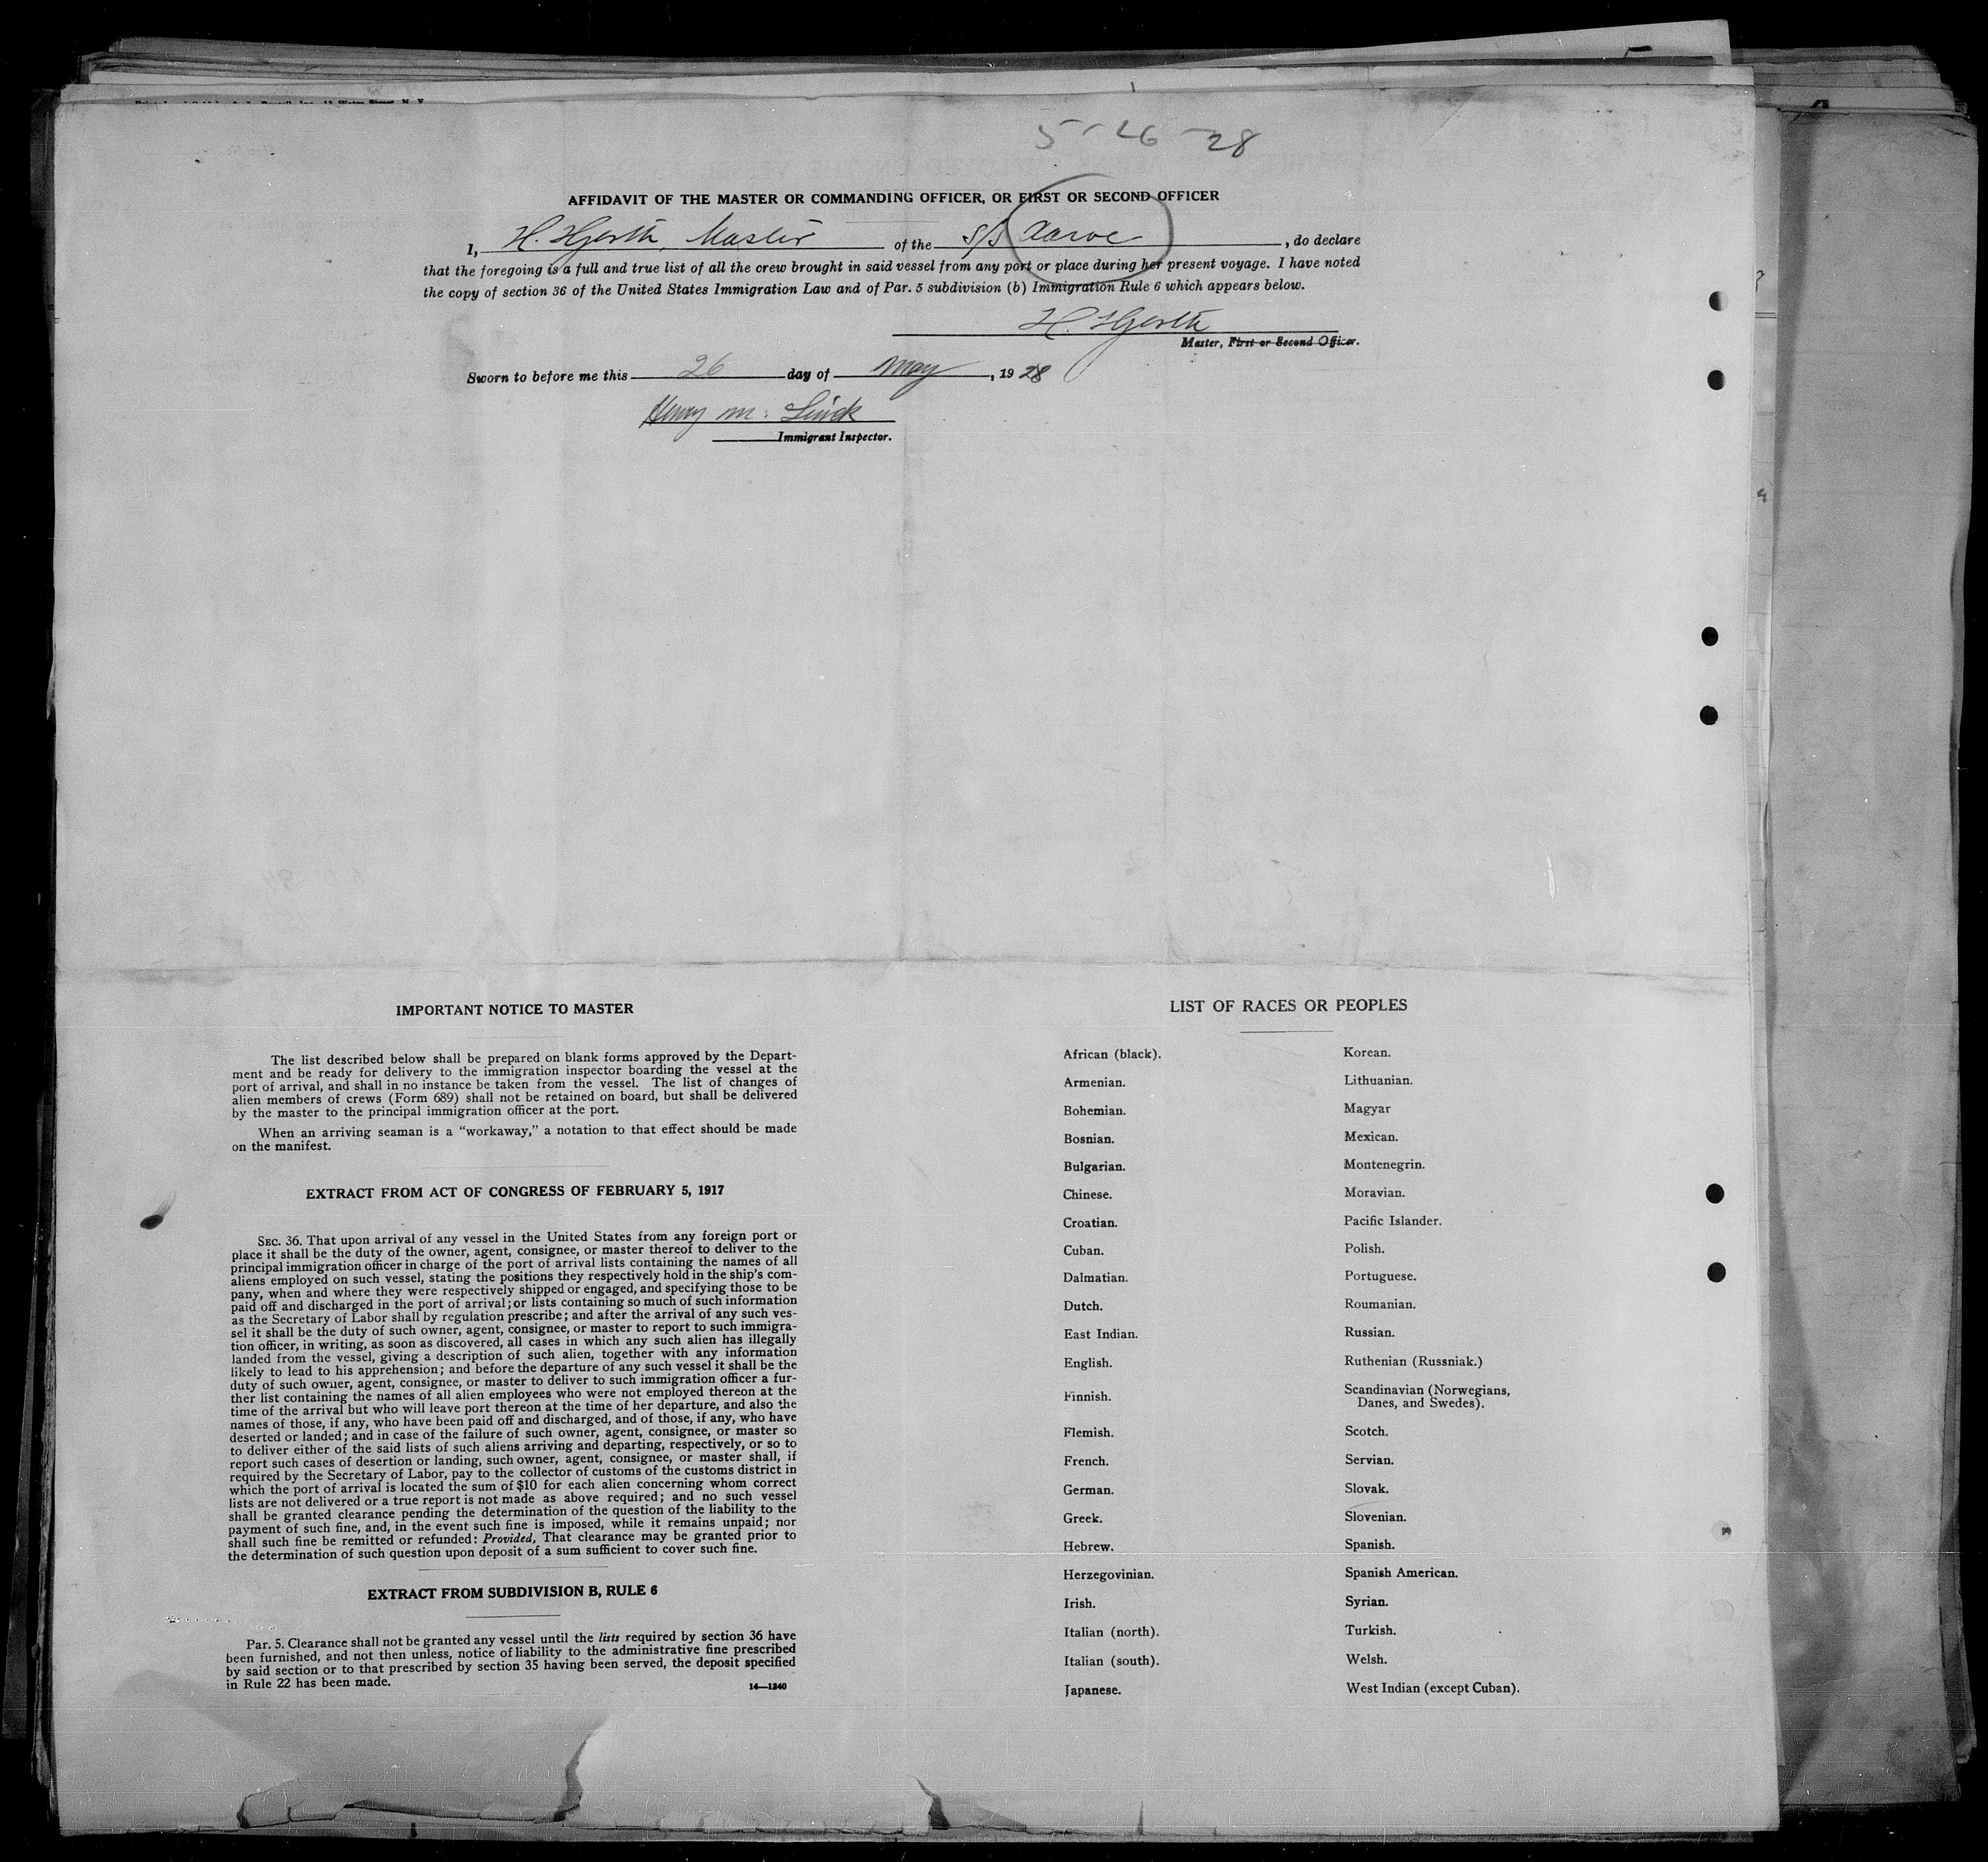 5-26-28
AFFIDAVIT OF THE MASTER OR COMMANDING OFFICER, OR FIRST OR SECOND OFFICER
I, H. Hjorth, Master of the S/S Aarve, do declare
that the foregoing is a full and true list of all the crew brought in said vessel from any port or place during her present voyage. I have noted
the copy of section 36 of the United States Immigration Law and of Par. 5 subdivision (b) Immigration Rule 6 which appears below.
H. Hjorth
Master, First or Second Officer.
Sworn to before me this 26 day of May, 1928
Henry M. Linck
Immigrant Inspector.
IMPORTANT NOTICE TO MASTER
The list described below shall be prepared on blank forms approved by the Depart-
ment and be ready for delivery to the immigration inspector boarding the vessel at the
port of arrival, and shall in no instance be taken from the vessel. The list of changes of
alien members of crews (Form 689) shall not be retained on board, but shall be delivered
by the master to the principal immigration officer at the port.
When an arriving seaman is a “workaway,” a notation to that effect should be made
on the manifest.
EXTRACT FROM ACT OF CONGRESS OF FEBRUARY 5, 1917
SEC. 36. That upon arrival of any vessel in the United States from any foreign port or
place it shall be the duty of the owner, agent, consignee, or master thereof to deliver to the
principal immigration officer in charge of the port of arrival lists containing the names of all
aliens employed on such vessel, stating the positions they respectively hold in the ship's com-
pany, when and where they were respectively shipped or engaged, and specifying those to be
paid off and discharged in the port of arrival; or lists containing so much of such information
as the Secretary of Labor shall by regulation prescribe; and after the arrival of any such ves-
sel it shall be the duty of such owner, agent, consignee, or master to report to such immigra-
tion officer, in writing, as soon as discovered, all cases in which any such alien has illegally
landed from the vessel, giving a description of such alien, together with any information
likely to lead to his apprehension; and before the departure of any such vessel it shall be the
duty of such owner, agent, consignee, or master to deliver to such immigration officer a fur-
ther list containing the names of all alien employees who were not employed thereon at the
time of the arrival but who will leave port thereon at the time of her departure, and also the
names of those, if any, who have been paid off and discharged, and of those, if any, who have
deserted or landed; and in case of the failure of such owner, agent, consignee, or master so
to deliver either of the said lists of such aliens arriving and departing, respectively, or so to
report such cases of desertion or landing, such owner, agent, consignee, or master shall, if
required by the Secretary of Labor, pay to the collector of customs of the customs district in
which the port of arrival is located the sum of $10 for each alien concerning whom correct
lists are not delivered or a true report is not made as above required; and no such vessel
shall be granted clearance pending the determination of the question of the liability to the
payment of such fine, and, in the event such fine is imposed, while it remains unpaid; nor
shall such fine be remitted or refunded: Provided, That clearance may be granted prior to
the determination of such question upon deposit of a sum sufficient to cover such fine.
EXTRACT FROM SUBDIVISION B, RULE 6
Par. 5. Clearance shall not be granted any vessel until the lists required by section 36 have
been furnished, and not then unless, notice of liability to the administrative fine prescribed
by said section or to that prescribed by section 35 having been served, the deposit specified
in Rule 22 has been made.
14—1240
LIST OF RACES OR PEOPLES
African (black).
Armenian.
Bohemian.
Bosnian.
Bulgarian.
Chinese.
Croatian.
Cuban.
Dalmatian.
Dutch.
East Indian.
English.
Finnish.
Flemish.
French.
German.
Greek.
Hebrew.
Herzegovinian.
Irish.
Italian (north).
Italian (south).
Japanese.
Korean.
Lithuanian.
Magyar
Mexican.
Montenegrin.
Moravian.
Pacific Islander.
Polish.
Portuguese.
Roumanian.
Russian.
Ruthenian (Russniak.)
Scandinavian (Norwegians,
Danes, and Swedes).
Scotch.
Servian.
Slovak.
Slovenian.
Spanish.
Spanish American.
Syrian.
Turkish.
Welsh.
West Indian (except Cuban).